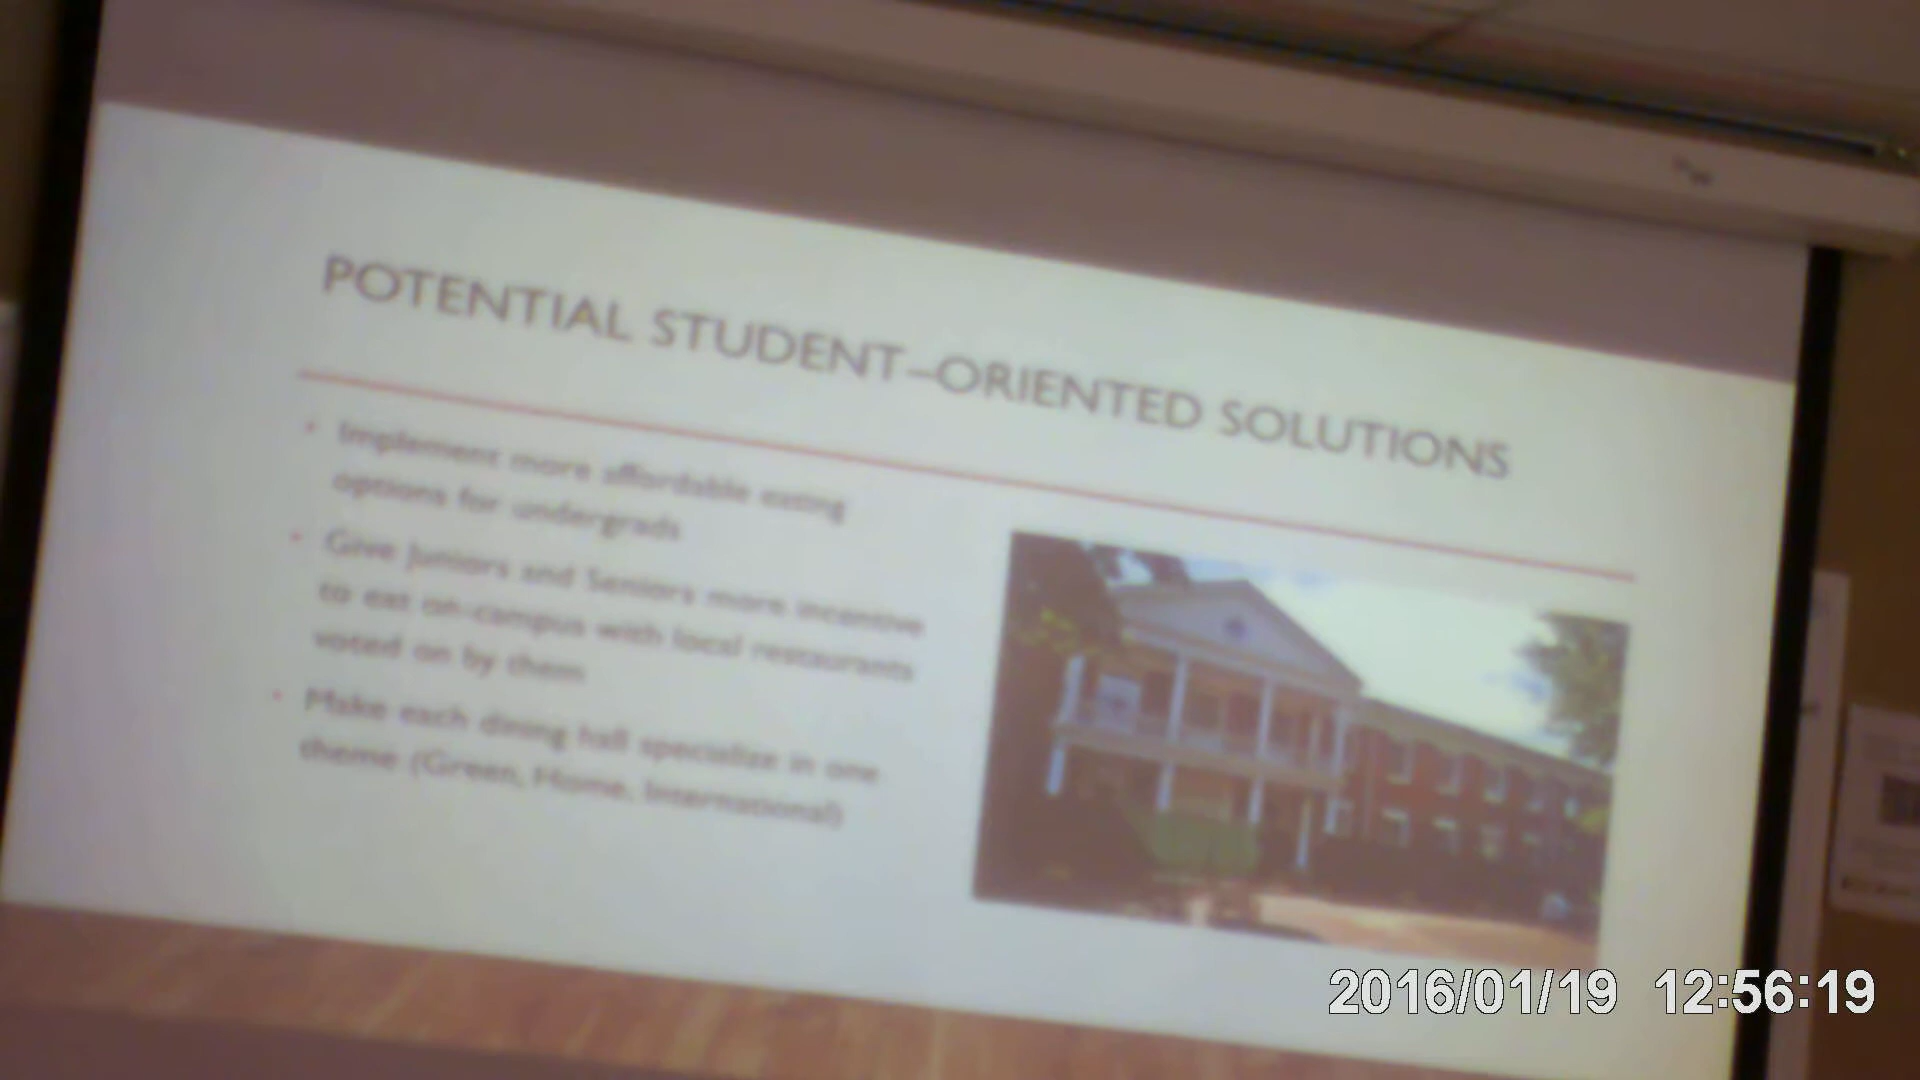 POTENTIAL STUDENT–ORIENTED SOLUTIONS
• Implement more affordable eating
options for undergrads
• Give Juniors and Seniors more incentive
to eat on-campus with local restaurants
voted on by them
• Make each dining hall specialize in one
theme (Green, Home, International)
2016/01/19 12:56:19